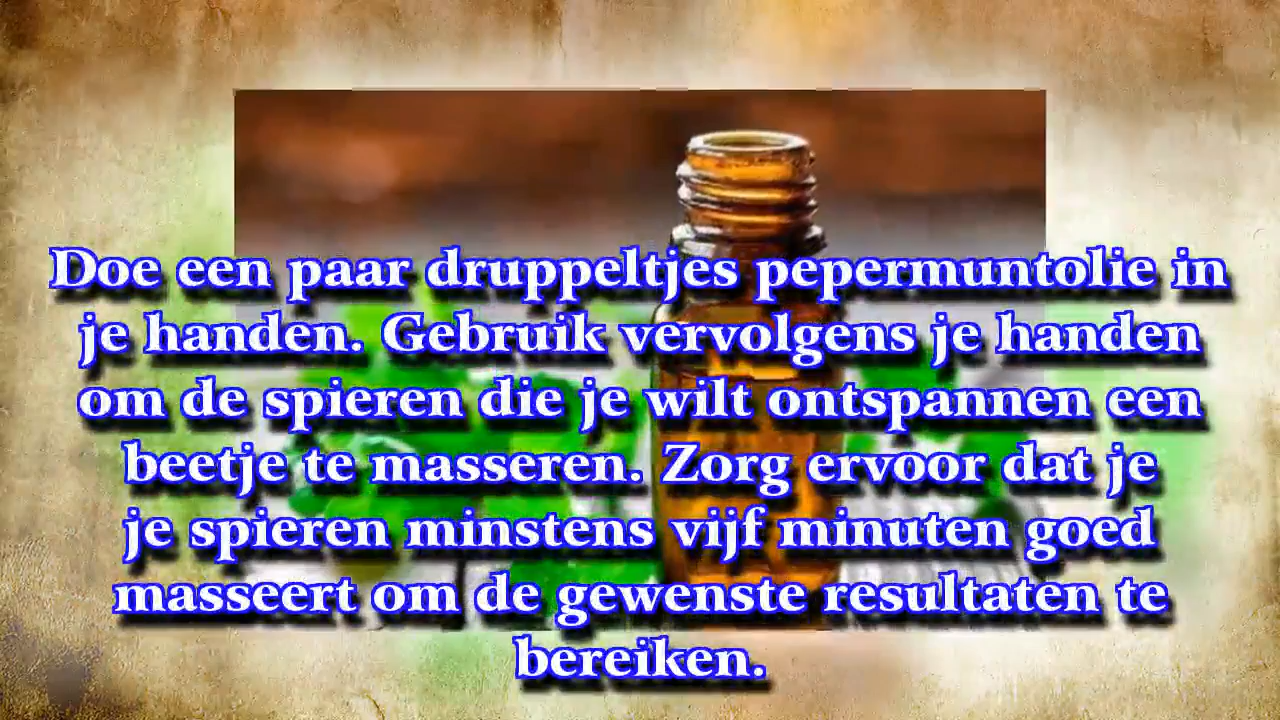 Doe een paar druppeltjes pepermuntolie in
je handen. Gebruik vervolgens je handen
om de spieren die je wilt ontspannen een
beetje te masseren. Zorg ervoor dat je
je spieren minstens vijf minuten goed
masseert om de gewenste resultaten te
bereiken.